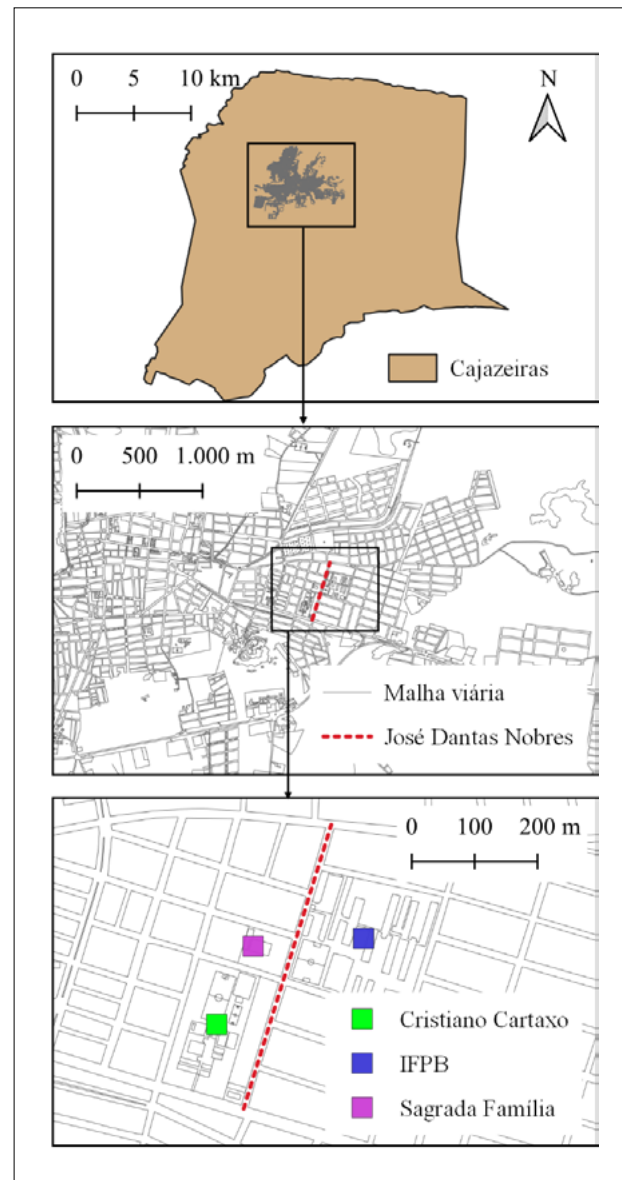 0 5 10 km
N
Cajazeiras
0 500 1.000 m
Malha viária
José Dantas Nobres
0 100 200 m
Cristiano Cartaxo
IFPB
Sagrada Família